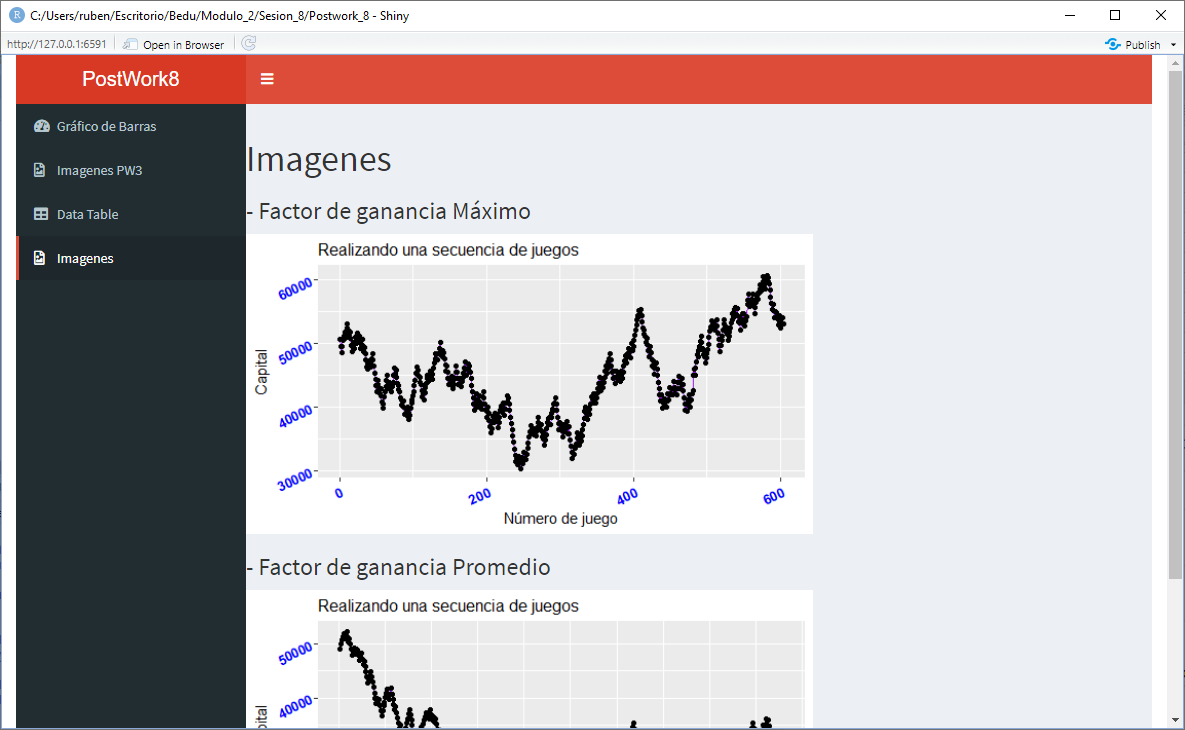 C:/Users/ruben/Escritorio/Bedu/Modulo_2/Sesion_8/Postwork_8 - Shiny
http://127.0.0.1:6591
Open in Browser
Publish
PostWork8
Gráfico de Barras
Imagenes PW3
Data Table
Imagenes
Imagenes
- Factor de ganancia Máximo
Realizando una secuencia de juegos
Capital
60000
50000
40000
30000
0 200 400 600
Número de juego
- Factor de ganancia Promedio
Realizando una secuencia de juegos
50000
40000